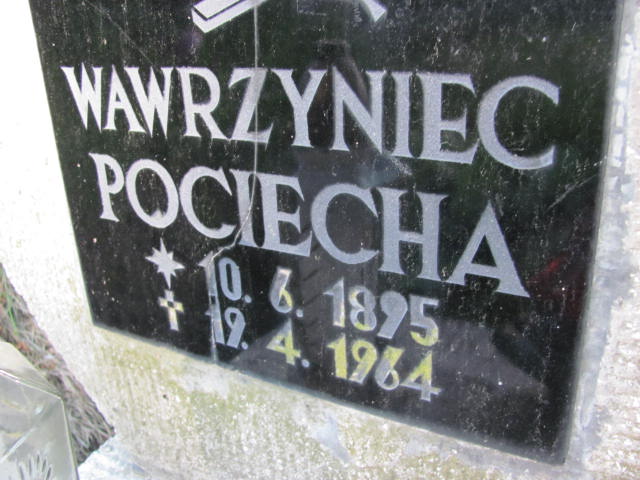 WAWRZYNIEC
POCIECHA
10. 6. 1895
19. 4. 1964